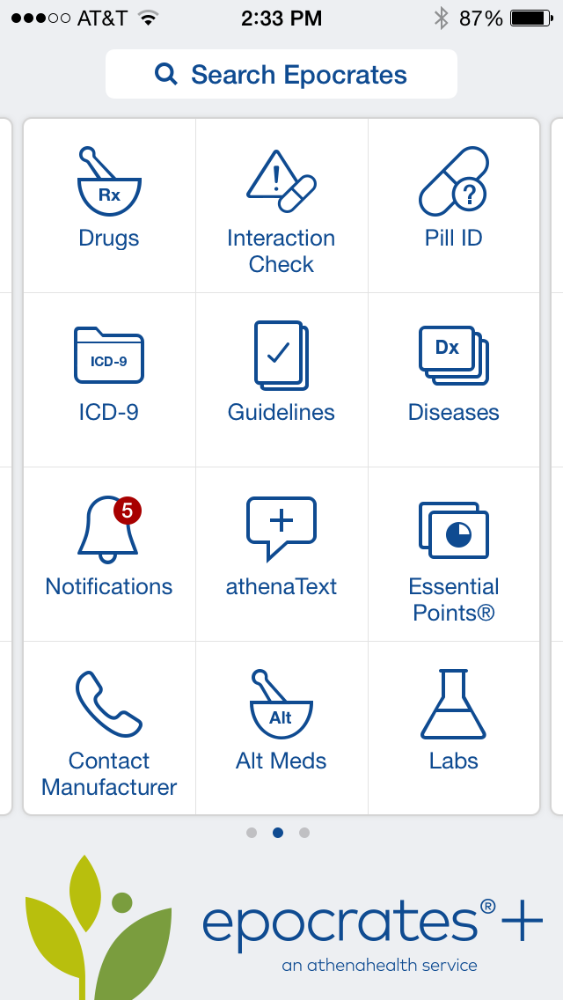 AT&T 2:33 PM 87%
Search Epocrates
Rx
Drugs
!
Interaction
Check
?
Pill ID
ICD-9
ICD-9
Guidelines
Dx
Diseases
5
Notifications
athenaText
Essential
Points®
Contact
Manufacturer
Alt
Alt Meds
Labs
epocrates®+
an athenahealth service